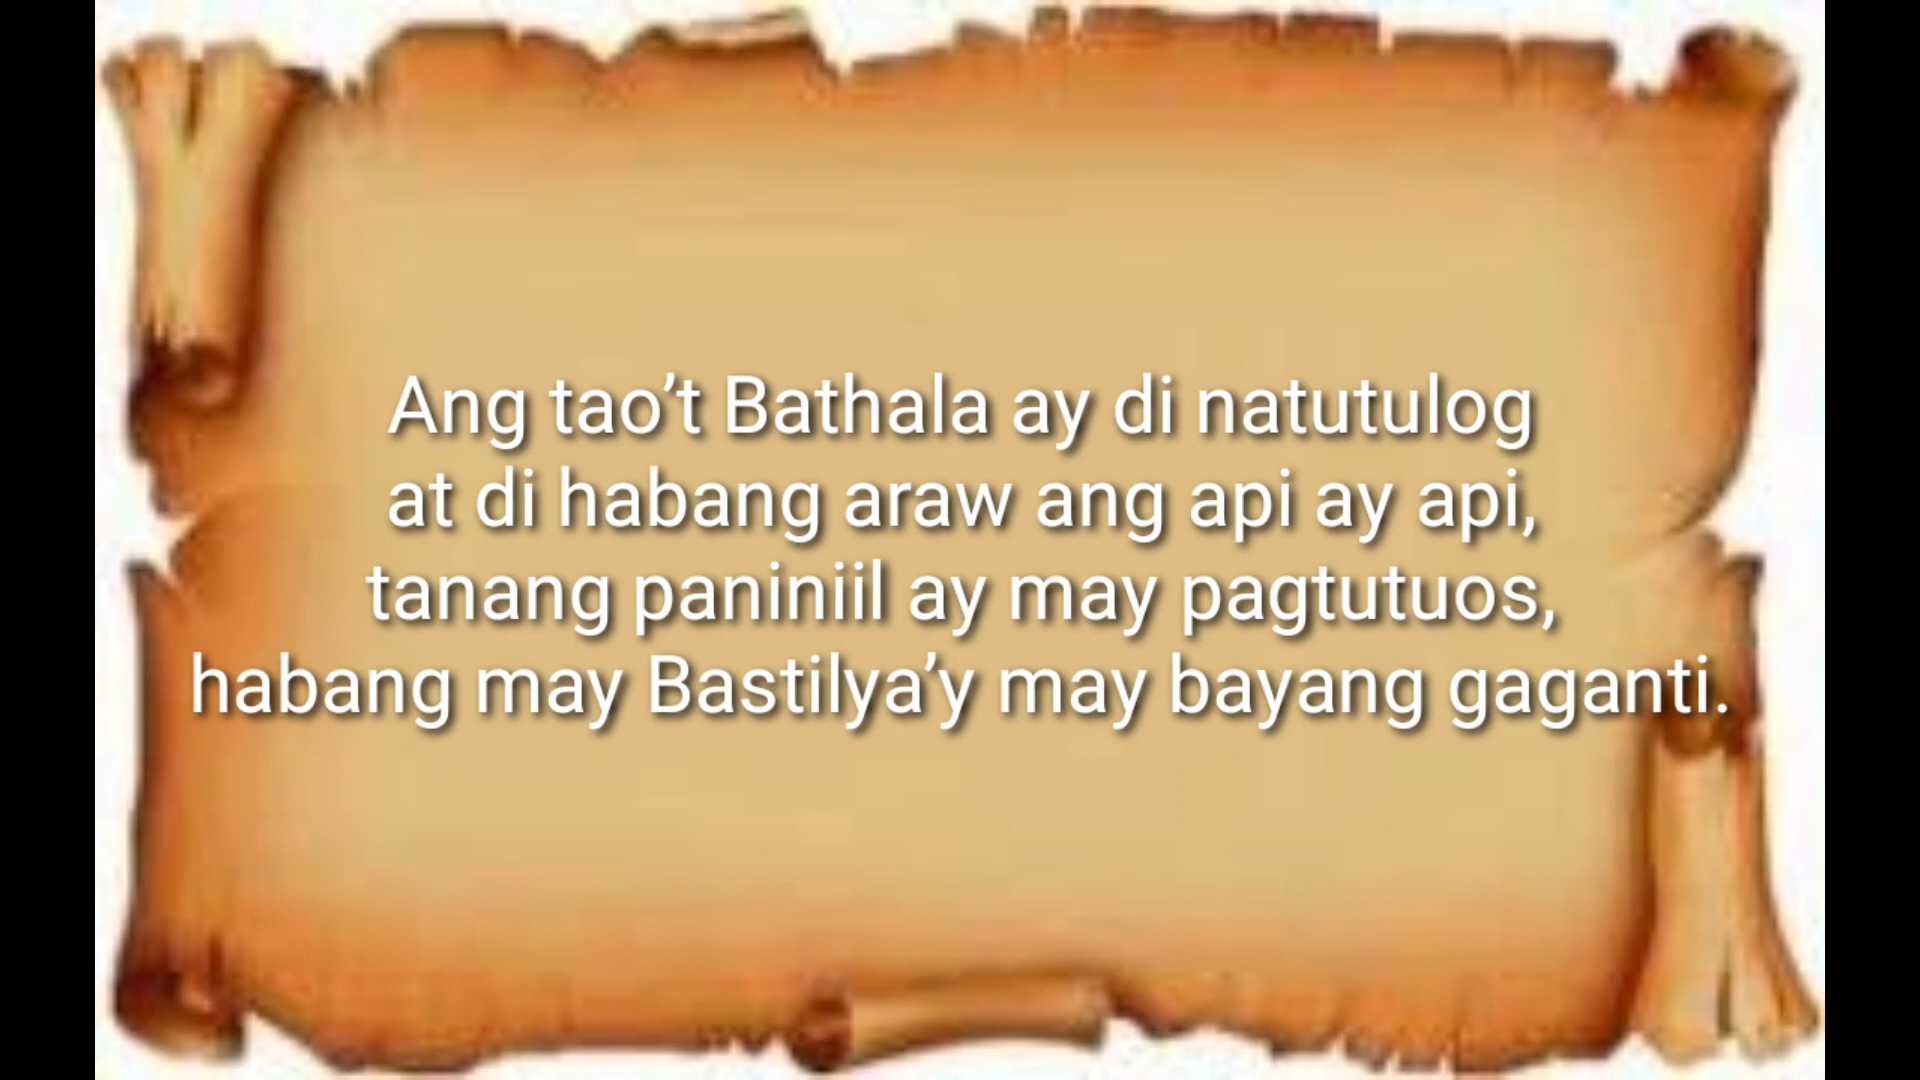 Ang tao’t Bathala ay di natutulog
at di habang araw ang api ay api,
tanang paniniil ay may pagtutuos,
habang may Bastilya’y may bayang gaganti.